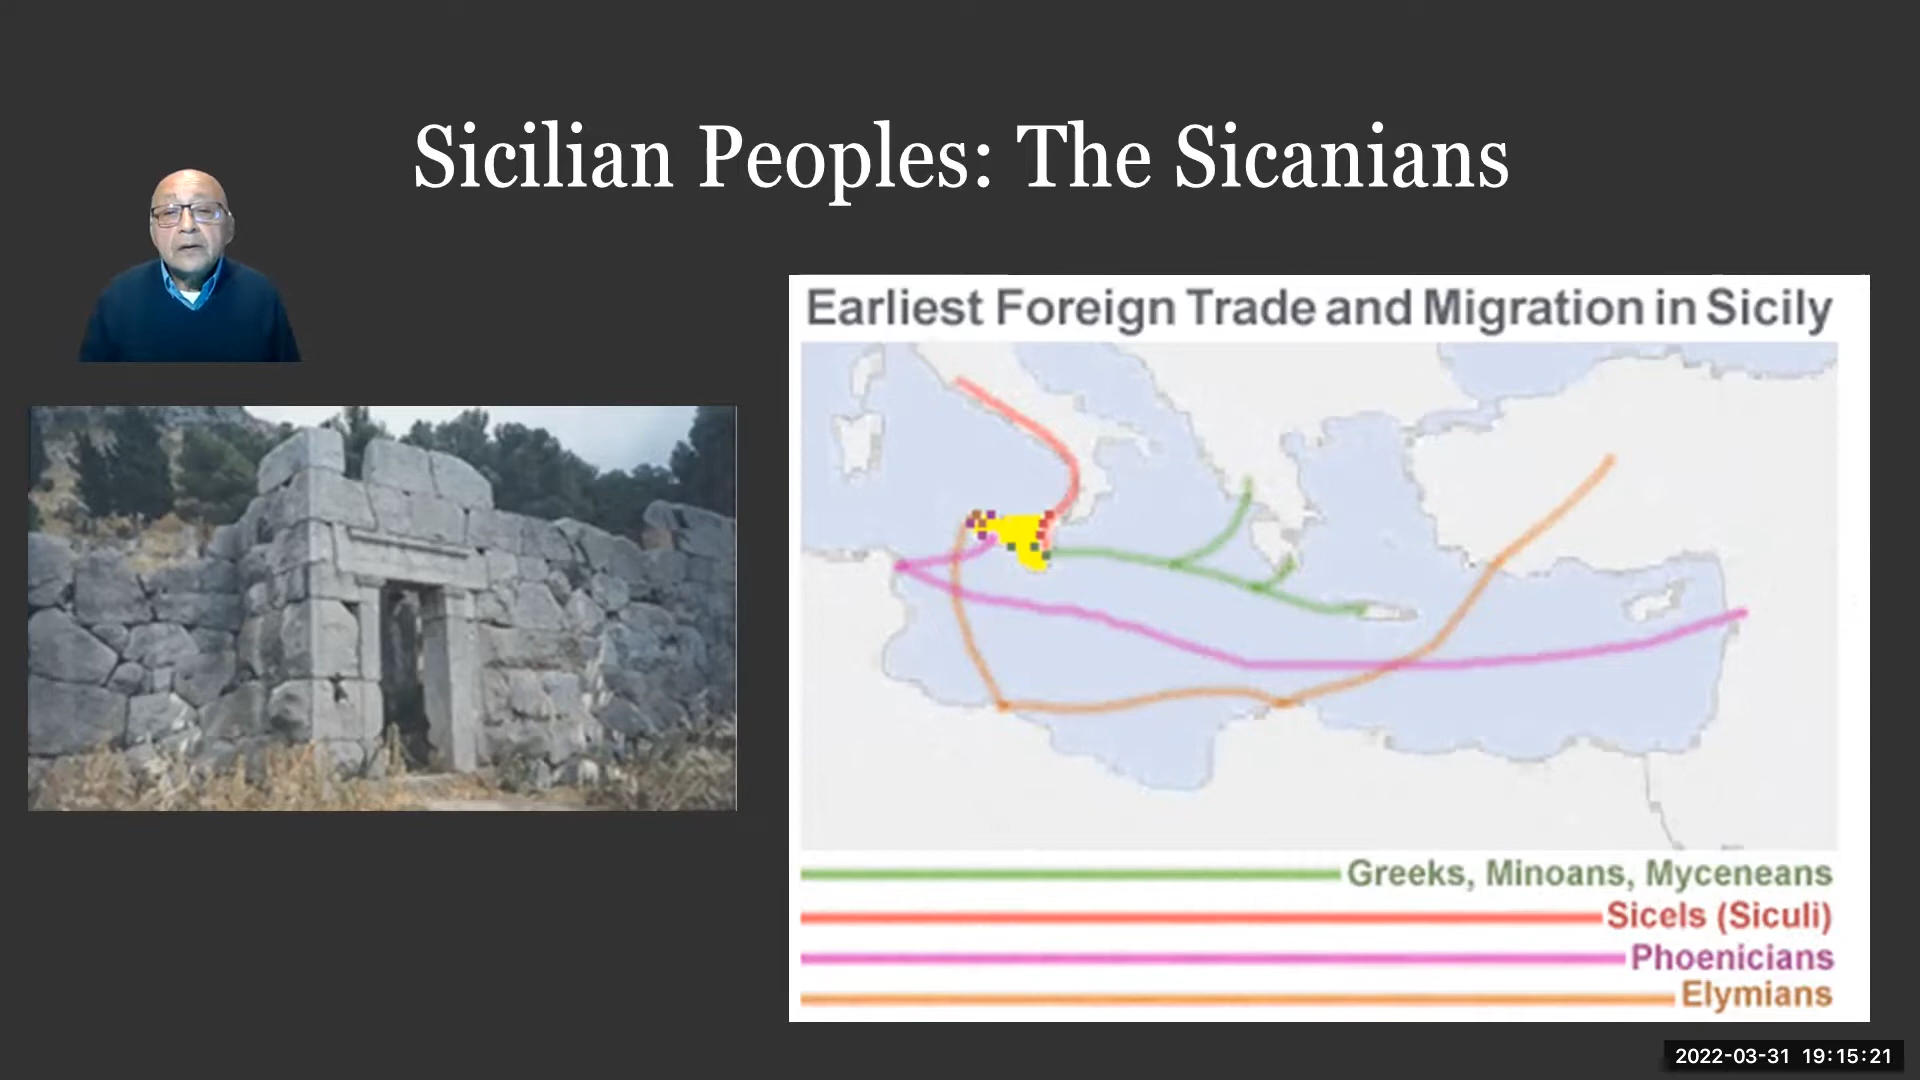 Sicilian Peoples: The Sicanians
Earliest Foreign Trade and Migration in Sicily
Greeks, Minoans, Myceneans
Sicels (Siculi)
Phoenicians
Elymians
2022-03-31 19:15:21